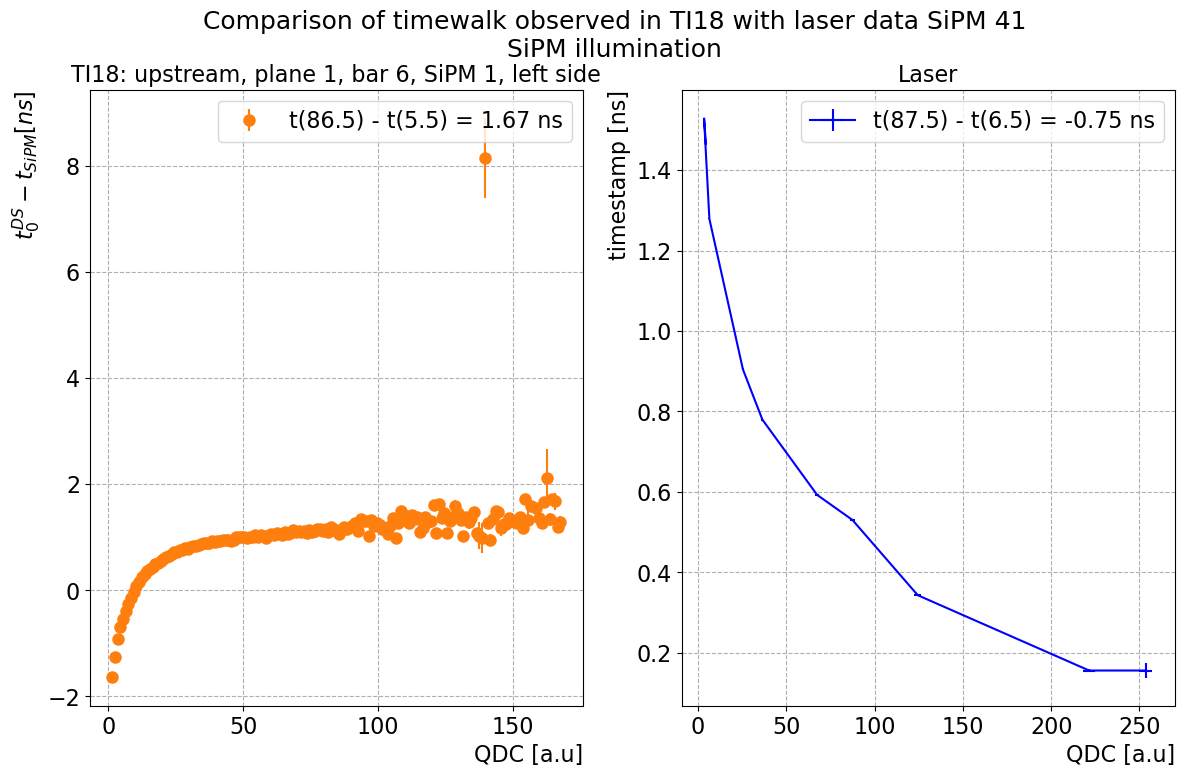 Comparison of timewalk observed in TI18 with laser data SiPM 41
SiPM illumination
TI18: upstream, plane 1, bar 6, SiPM 1, left side
t(86.5) - t(5.5) = 1.67 ns
t_0^{DS} − t_{SiPM}[ns]
8
6
4
2
0
−2
0
50
100
150
QDC [a.u]
Laser
t(87.5) - t(6.5) = -0.75 ns
timestamp [ns]
1.4
1.2
1.0
0.8
0.6
0.4
0.2
0
50
100
150
200
250
QDC [a.u]